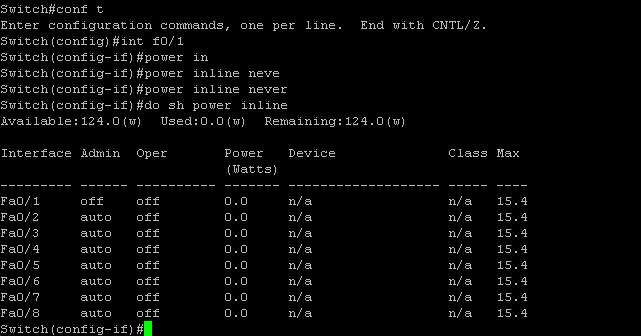 Switch#conf t
Enter configuration commands, one per line.  End with CNTL/Z.
Switch(config)#int f0/1
Switch(config-if)#power in
Switch(config-if)#power inline neve
Switch(config-if)#power inline never
Switch(config-if)#do sh power inline
Available:124.0(w)  Used:0.0(w)  Remaining:124.0(w)
Interface Admin  Oper       Power   Device              Class Max
                            (Watts)
--------- ------ ---------- ------- ------------------- ----- ----
Fa0/1     off    off        0.0     n/a                 n/a   15.4
Fa0/2     auto   off        0.0     n/a                 n/a   15.4
Fa0/3     auto   off        0.0     n/a                 n/a   15.4
Fa0/4     auto   off        0.0     n/a                 n/a   15.4
Fa0/5     auto   off        0.0     n/a                 n/a   15.4
Fa0/6     auto   off        0.0     n/a                 n/a   15.4
Fa0/7     auto   off        0.0     n/a                 n/a   15.4
Fa0/8     auto   off        0.0     n/a                 n/a   15.4
Switch(config-if)#